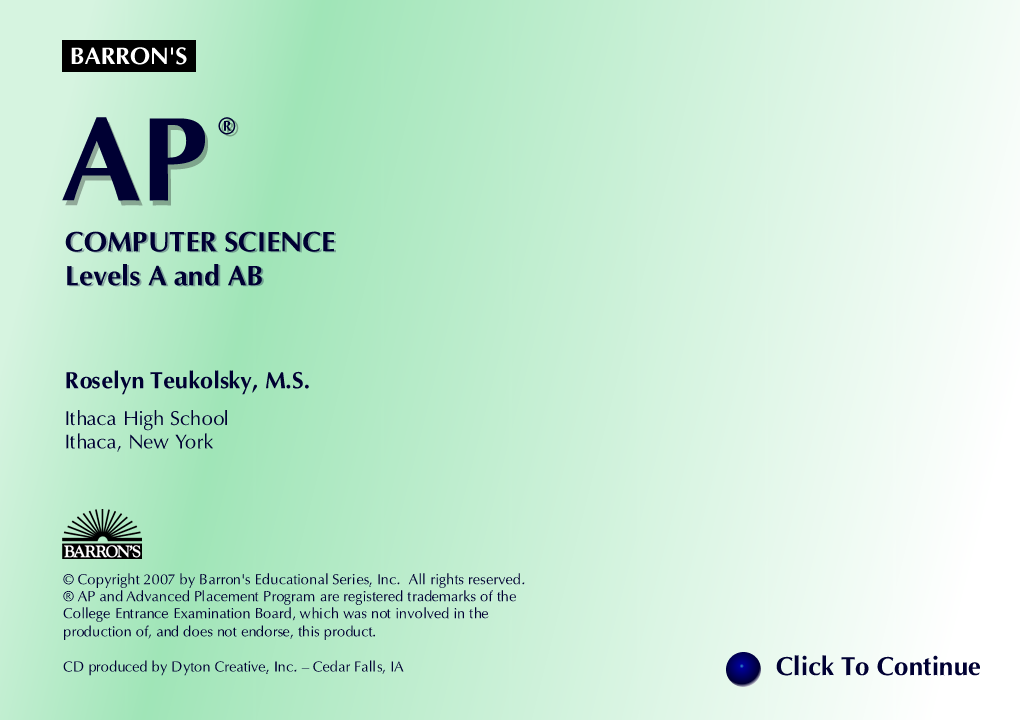 BARRON'S
AP®
COMPUTER SCIENCE
Levels A and AB
Roselyn Teukolsky, M.S.
Ithaca High School
Ithaca, New York
BARRON'S
© Copyright 2007 by Barron's Educational Series, Inc.  All rights reserved.
® AP and Advanced Placement Program are registered trademarks of the
College Entrance Examination Board, which was not involved in the
production of, and does not endorse, this product.
CD produced by Dyton Creative, Inc. – Cedar Falls, IA
Click To Continue